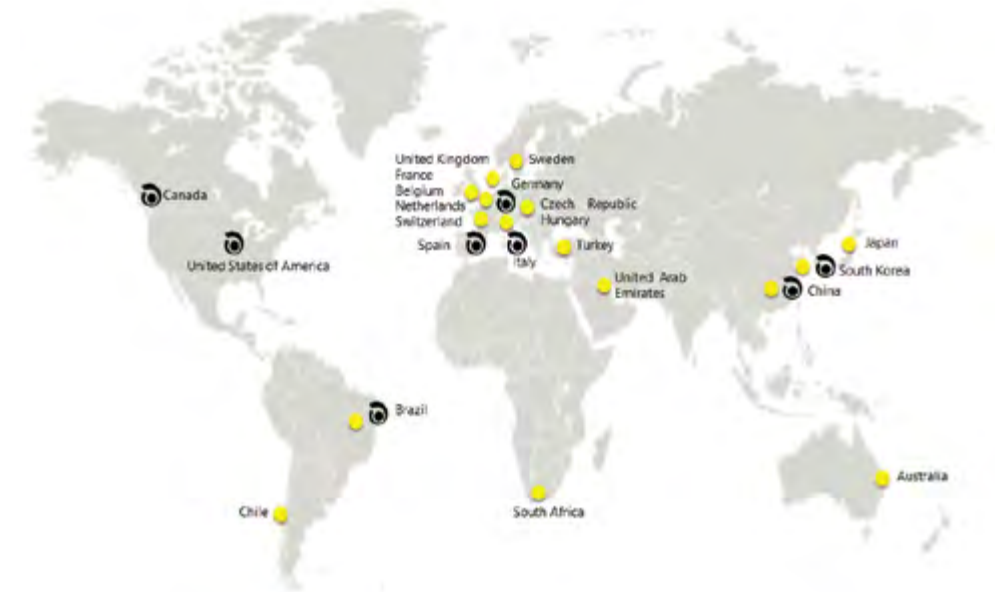 United Kingdom
Sweden
France
Germany
Belgium
Canada
Netherlands
Czech Republic
Switzerland
Hungary
Spain
Turkey
Japan
Italy
United States of America
South Korea
United Arab
Emirates
China
Brazil
Australia
Chile
South Africa